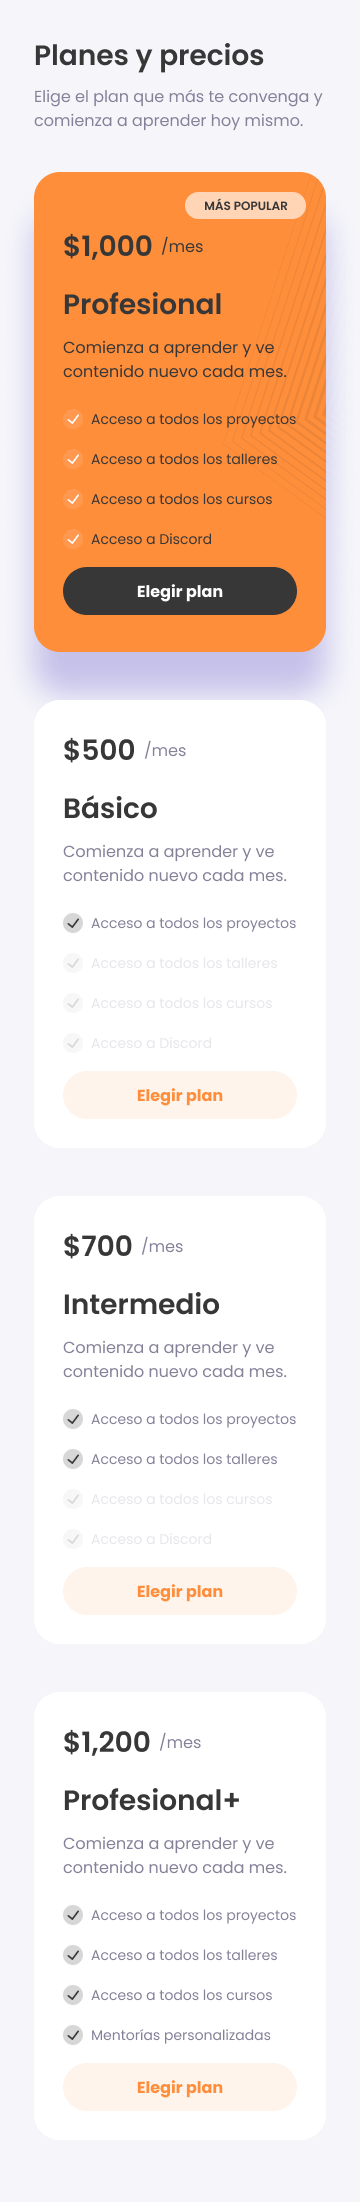 Planes y precios
Elige el plan que más te convenga y
comienza a aprender hoy mismo.
MÁS POPULAR
$1,000 /mes
Profesional
Comienza a aprender y ve
contenido nuevo cada mes.
Acceso a todos los proyectos
Acceso a todos los talleres
Acceso a todos los cursos
Acceso a Discord
Elegir plan
$500 /mes
Básico
Comienza a aprender y ve
contenido nuevo cada mes.
Acceso a todos los proyectos
Acceso a todos los talleres
Acceso a todos los cursos
Acceso a Discord
Elegir plan
$700 /mes
Intermedio
Comienza a aprender y ve
contenido nuevo cada mes.
Acceso a todos los proyectos
Acceso a todos los talleres
Acceso a todos los cursos
Acceso a Discord
Elegir plan
$1,200 /mes
Profesional+
Comienza a aprender y ve
contenido nuevo cada mes.
Acceso a todos los proyectos
Acceso a todos los talleres
Acceso a todos los cursos
Mentorías personalizadas
Elegir plan